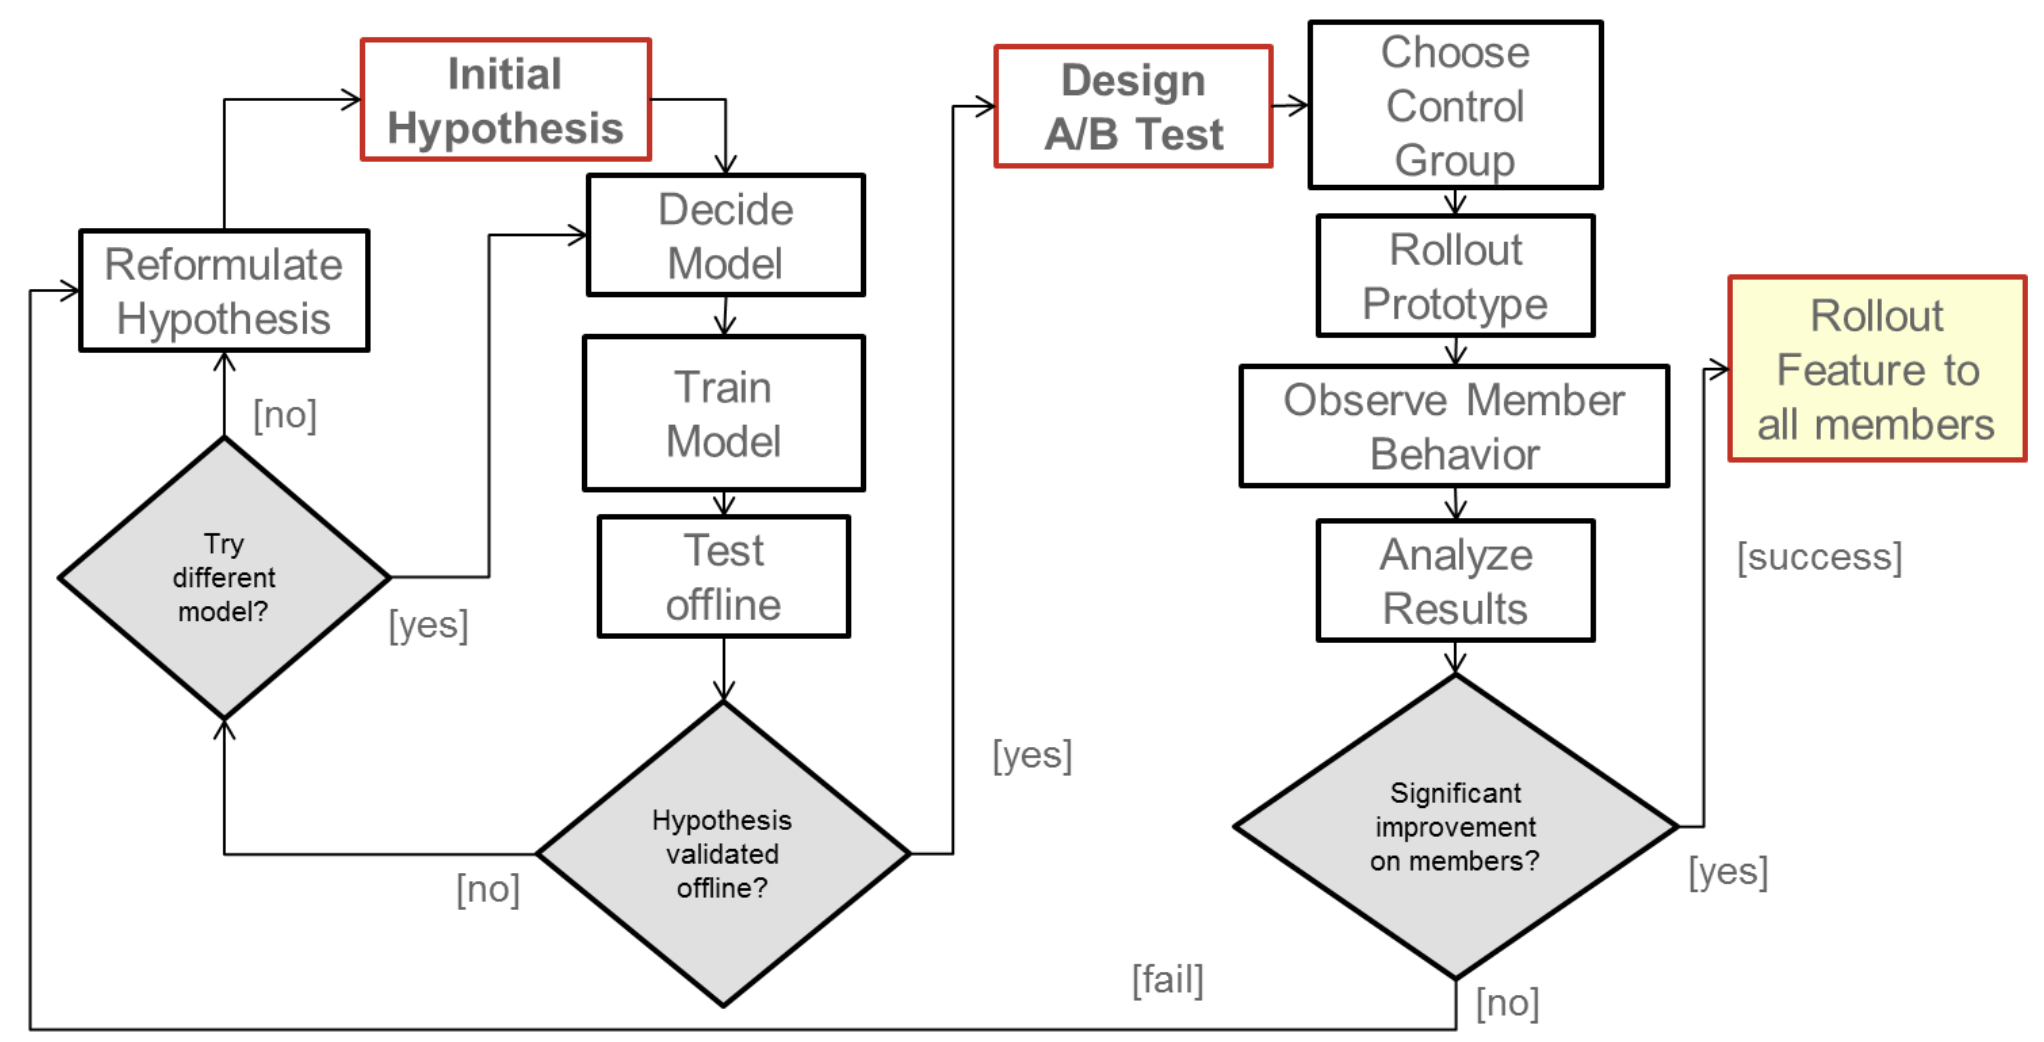 Initial
Hypothesis
Decide
Model
Train
Model
Test
offline
Hypothesis
validated
offline?
[no]
[yes]
Try
different
model?
[yes]
[no]
Reformulate
Hypothesis
Design
A/B Test
Choose
Control
Group
Rollout
Prototype
Observe Member
Behavior
Analyze
Results
Significant
improvement
on members?
[yes]
[success]
Rollout
Feature to
all members
[no]
[fail]